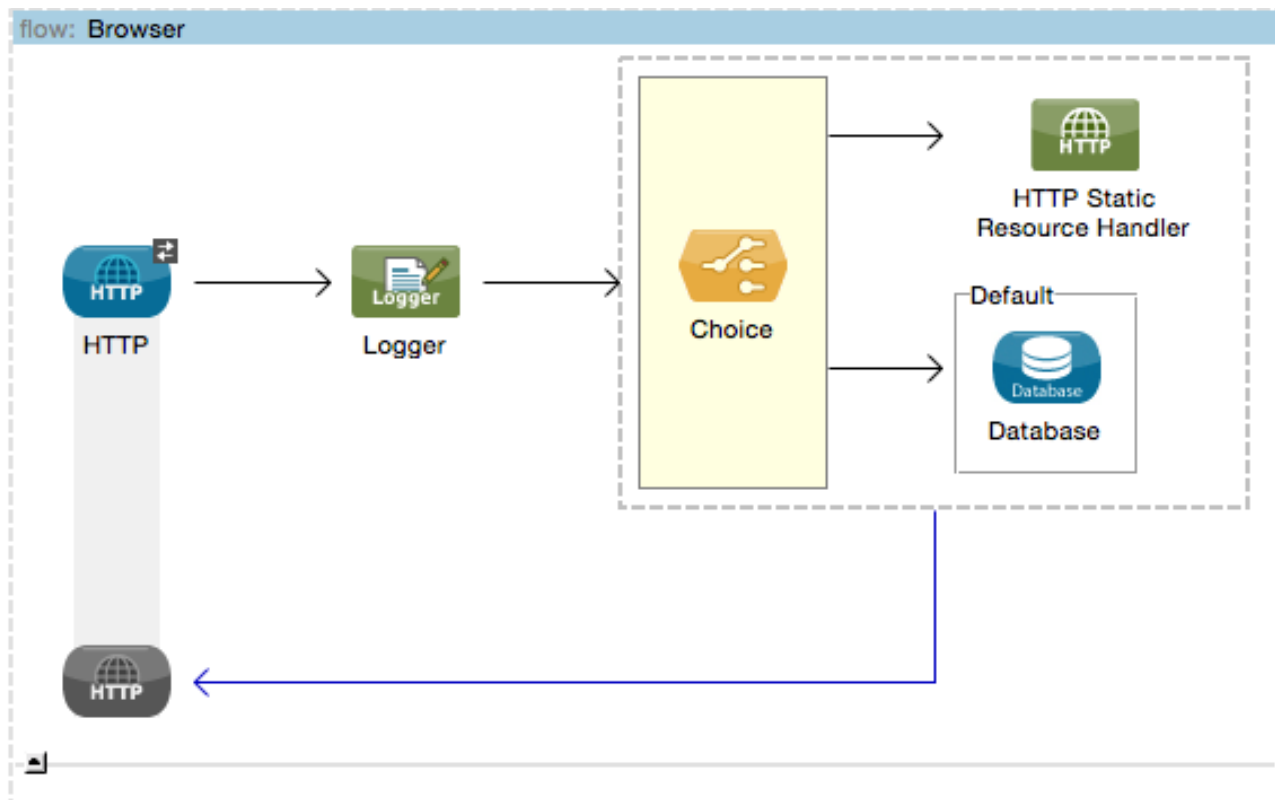 flow: Browser
HTTP
HTTP
Logger
Logger
Choice
HTTP
HTTP Static
Resource Handler
Default
Database
Database
HTTP